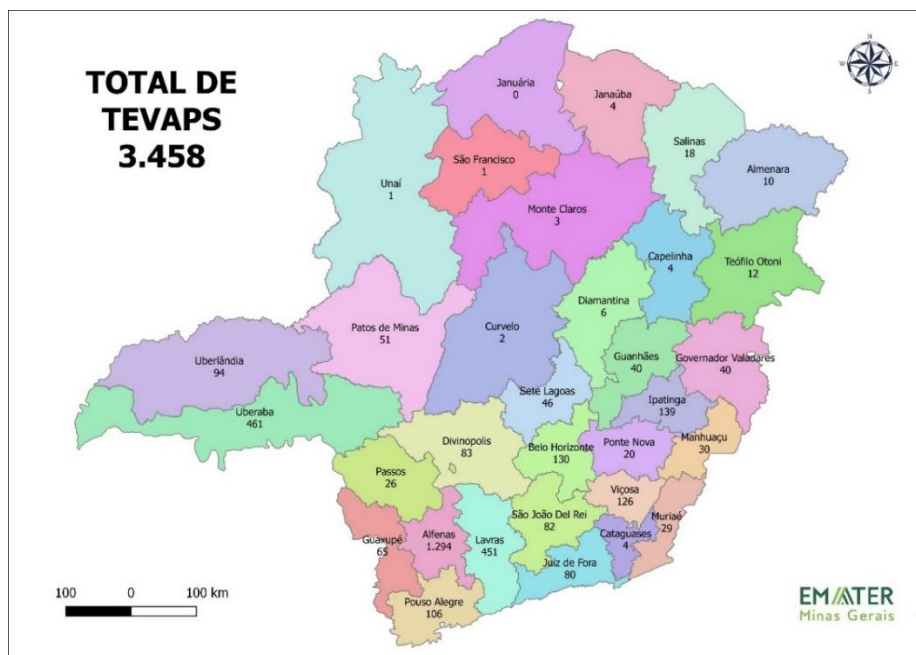 TOTAL DE
TEVAPS
3.458
N
W
E
S
Januária
0
Janaúba
4
Salinas
18
São Francisco
1
Almenara
10
Unaí
1
Monte Claros
3
Capelinha
4
Teófilo Otoni
12
Diamantina
6
Patos de Minas
51
Curvelo
2
Guanhães
40
Governador Valadares
40
Uberlândia
94
Sete Lagoas
46
Ipatinga
139
Uberaba
461
Divinopolis
83
Belo Horizonte
130
Ponte Nova
20
Manhuaçu
30
Passos
26
Viçosa
126
Muriaé
29
São João Del Rei
82
Guaxupé
65
Alfenas
1.294
Lavras
451
Cataguases
4
Juiz de Fora
80
Pouso Alegre
106
100 0 100 km
EMATER
Minas Gerais